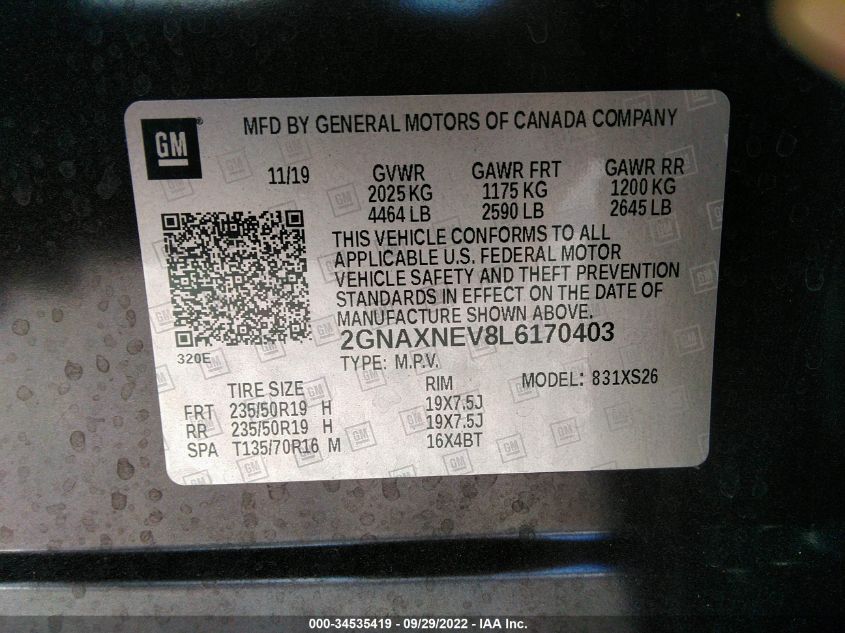 GM ® MFD BY GENERAL MOTORS OF CANADA COMPANY
11/19 GVWR GAWR FRT GAWR RR
2025 KG 1175 KG 1200 KG
4464 LB 2590 LB 2645 LB
THIS VEHICLE CONFORMS TO ALL
APPLICABLE U.S. FEDERAL MOTOR
VEHICLE SAFETY AND THEFT PREVENTION
STANDARDS IN EFFECT ON THE DATE OF
MANUFACTURE SHOWN ABOVE.
320E 2GNAXNEV8L6170403
TYPE: M.P.V. MODEL: 831XS26
TIRE SIZE RIM
FRT 235/50R19 H 19X7.5J
RR 235/50R19 H 19X7.5J
SPA T135/70R16 M 16X4BT
000-34535419 - 09/29/2022 - IAA Inc.